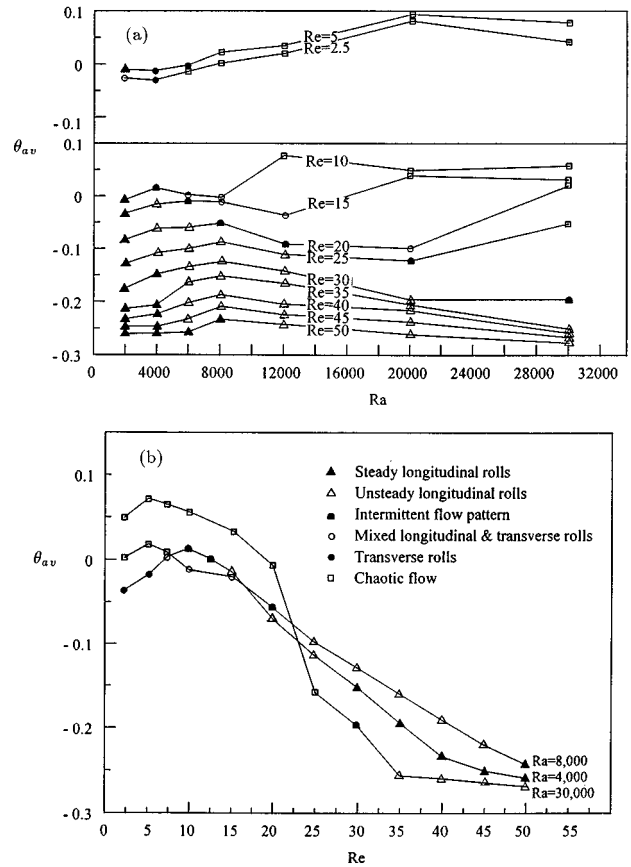 (a)
0.1
0
- 0.1
Re=5
Re=2.5
θav
0.1
0
- 0.1
- 0.2
- 0.3
Re=10
Re=15
Re=20
Re=25
Re=30
Re=35
Re=40
Re=45
Re=50
0 4000 8000 12000 16000 20000 24000 28000 32000
Ra
(b)
0.1
0
- 0.1
- 0.2
- 0.3
θav
Steady longitudinal rolls
Unsteady longitudinal rolls
Intermittent flow pattern
Mixed longitudinal & transverse rolls
Transverse rolls
Chaotic flow
Ra=8,000
Ra=4,000
Ra=30,000
0 5 10 15 20 25 30 35 40 45 50 55
Re